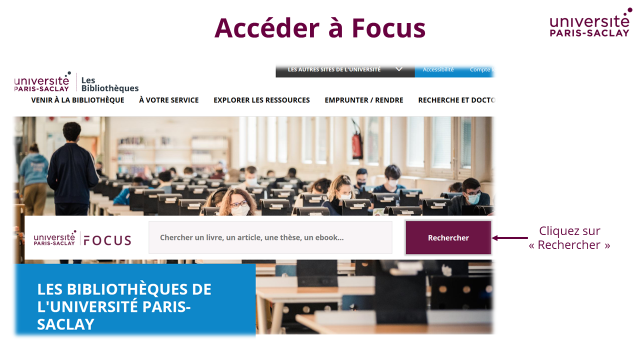 Accéder à Focus
université
PARIS-SACLAY
LES AUTRES SITES DE L'UNIVERSITÉ
Accessibilité
Compte
université
PARIS-SACLAY
Les
Bibliothèques
VENIR À LA BIBLIOTHÈQUE À VOTRE SERVICE EXPLORER LES RESSOURCES EMPRUNTER / RENDRE RECHERCHE ET DOCTO
université
PARIS-SACLAY
FOCUS
Chercher un livre, un article, une thèse, un ebook...
Rechercher
Cliquez sur
« Rechercher »
LES BIBLIOTHÈQUES DE
L'UNIVERSITÉ PARIS-
SACLAY